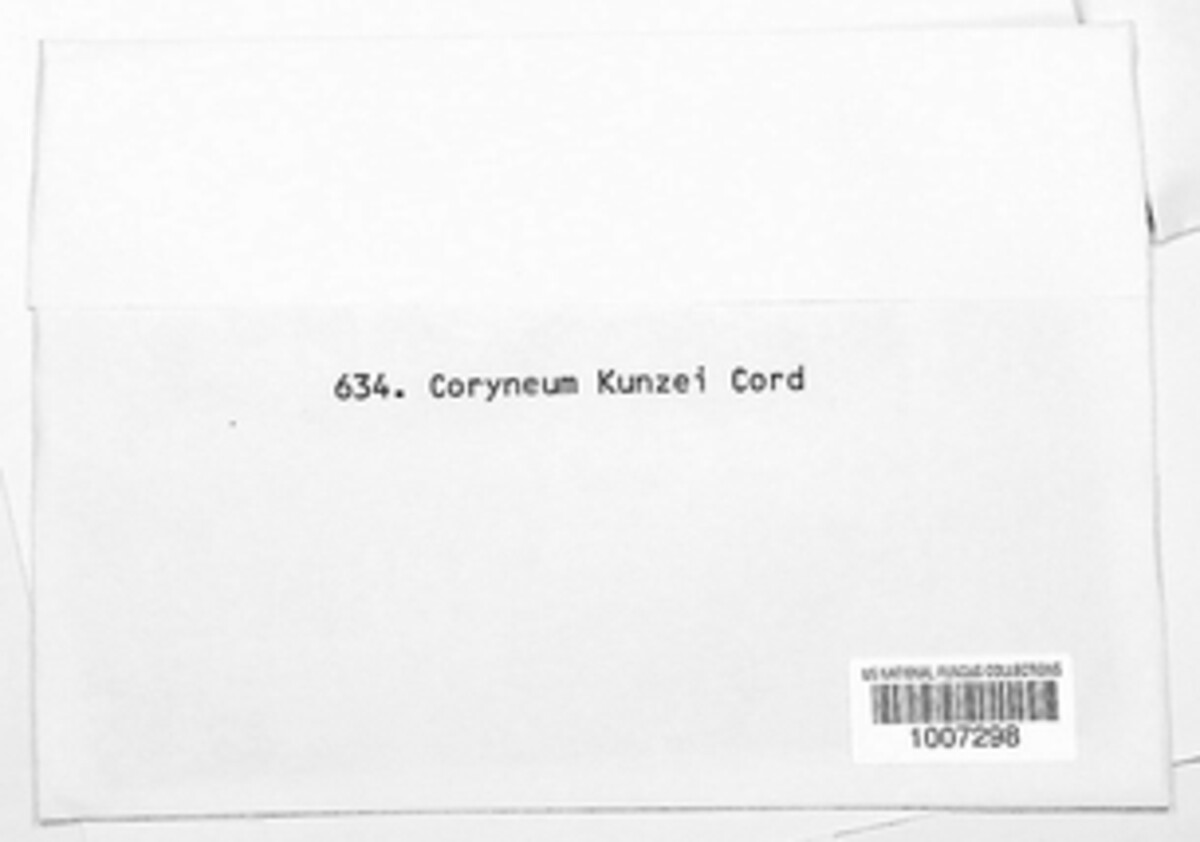 634. Coryneum Kunzei Cord
US NATIONAL FUNGUS COLLECTIONS
1007298